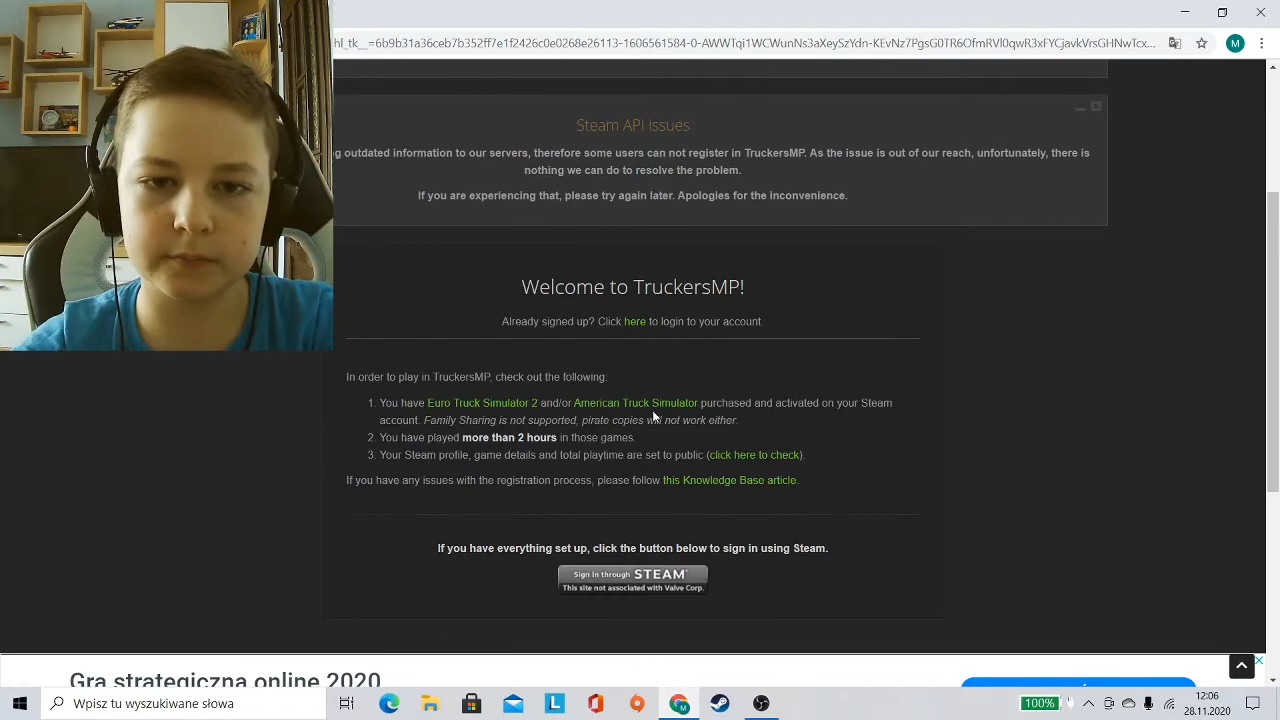 Steam API issues
ng outdated information to our servers, therefore some users can not register in TruckersMP. As the issue is out of our reach, unfortunately, there is
nothing we can do to resolve the problem.
If you are experiencing that, please try again later. Apologies for the inconvenience.
Welcome to TruckersMP!
Already signed up? Click here to login to your account.
In order to play in TruckersMP, check out the following:
1. You have Euro Truck Simulator 2 and/or American Truck Simulator purchased and activated on your Steam
account. Family Sharing is not supported, pirate copies will not work either.
2. You have played more than 2 hours in those games.
3. Your Steam profile, game details and total playtime are set to public (click here to check).
If you have any issues with the registration process, please follow this Knowledge Base article.
If you have everything set up, click the button below to sign in using Steam.
Sign in through STEAM
This site not associated with Valve Corp.
Gra strategiczna online 2020
Wpisz tu wyszukiwane słowa
100%
12:06
28.11.2020
M